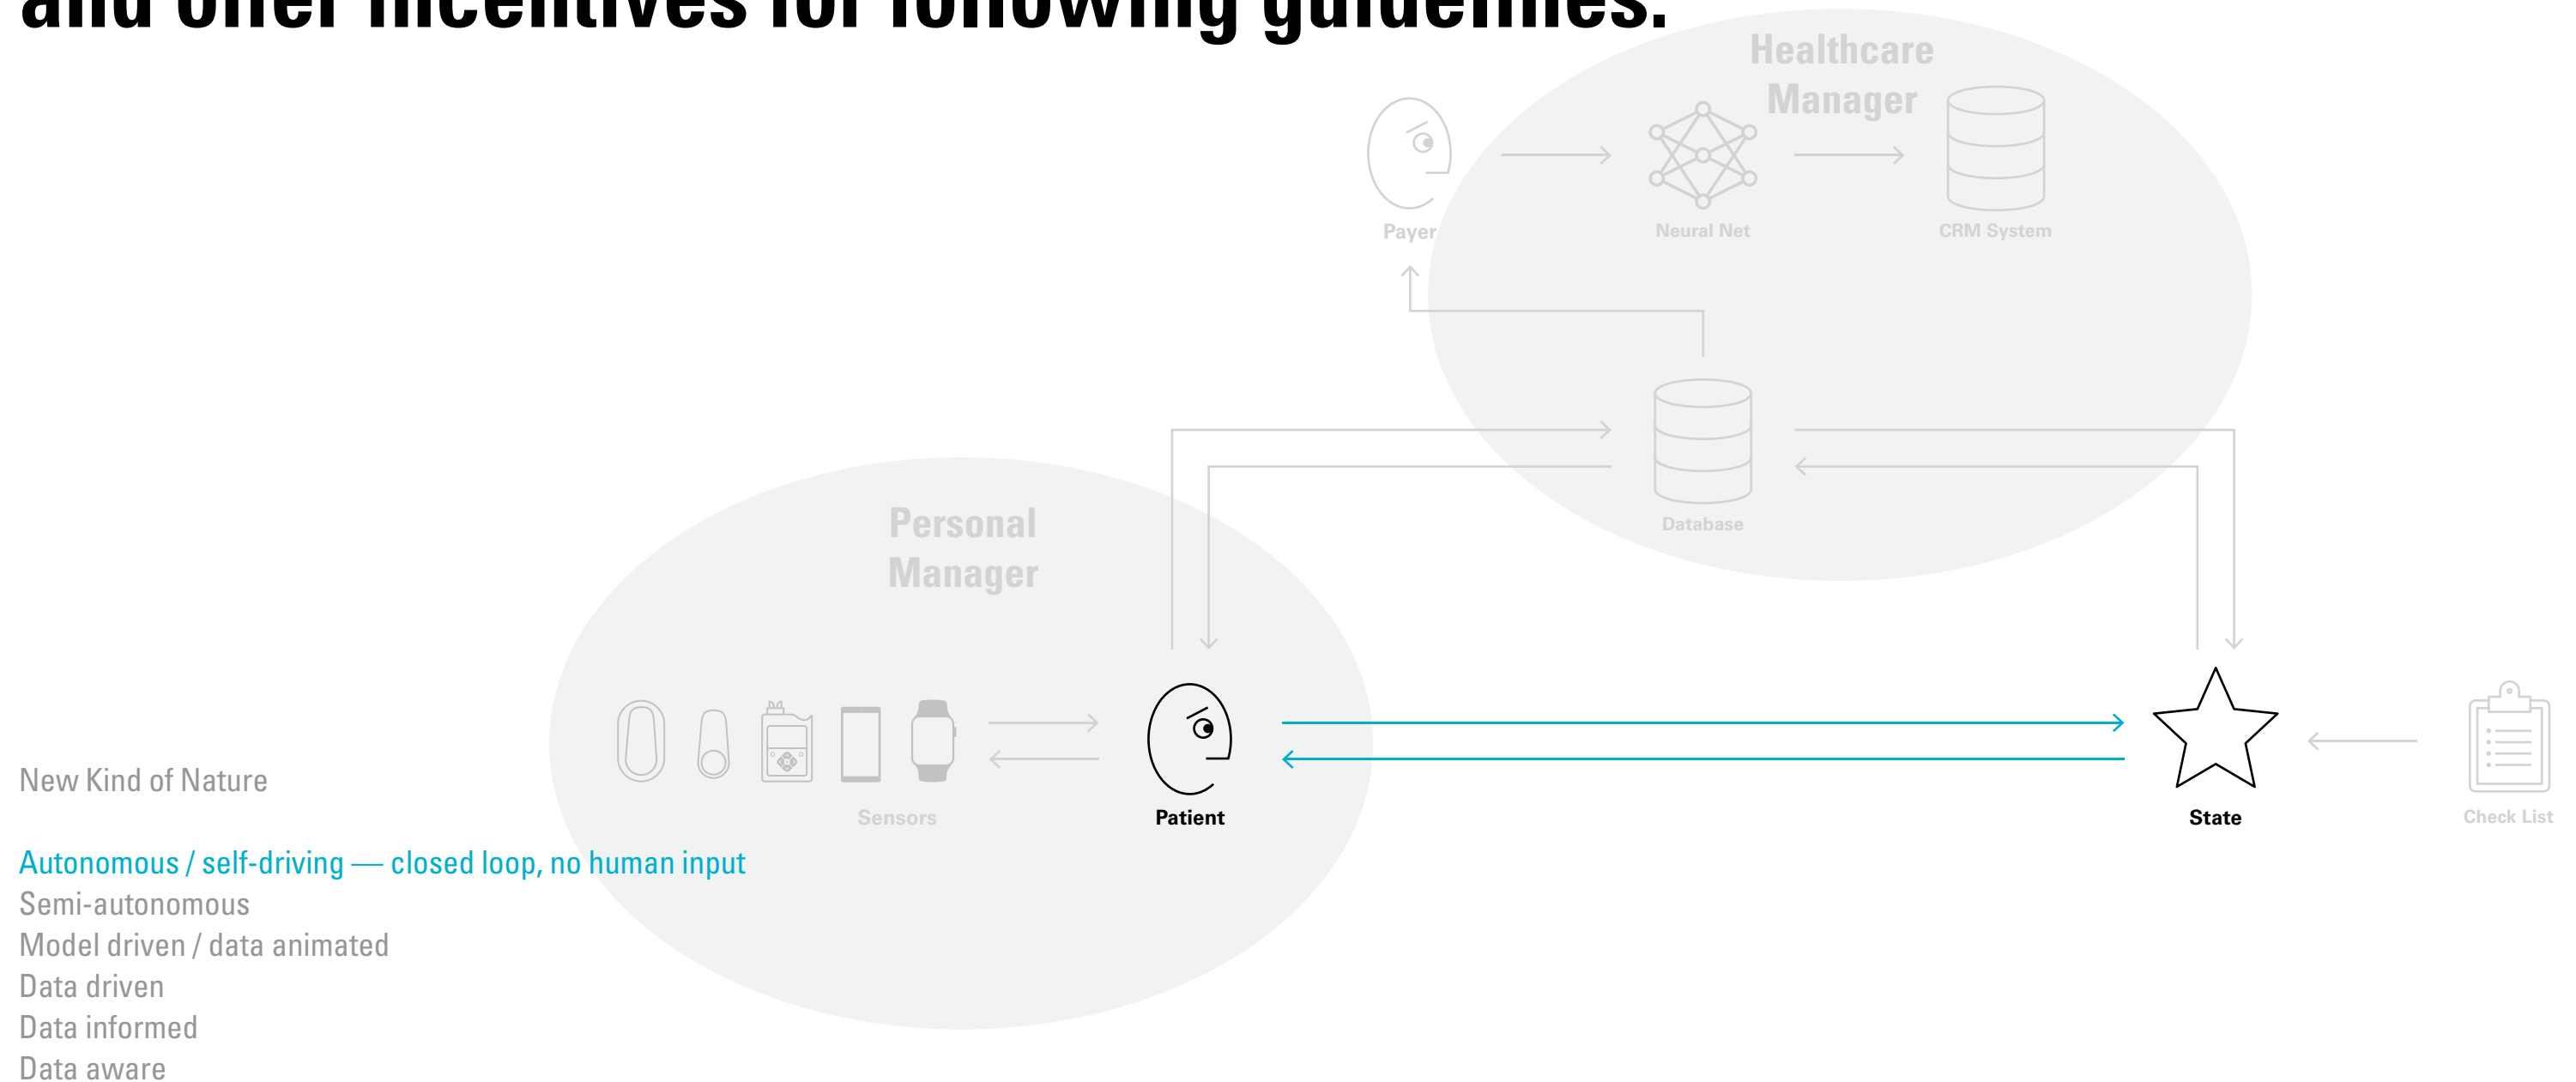 and offer incentives for following guidelines.
Healthcare
Manager
Payer
Neural Net
CRM System
Database
Personal
Manager
Sensors
Patient
State
Check List
New Kind of Nature
Autonomous / self-driving — closed loop, no human input
Semi-autonomous
Model driven / data animated
Data driven
Data informed
Data aware